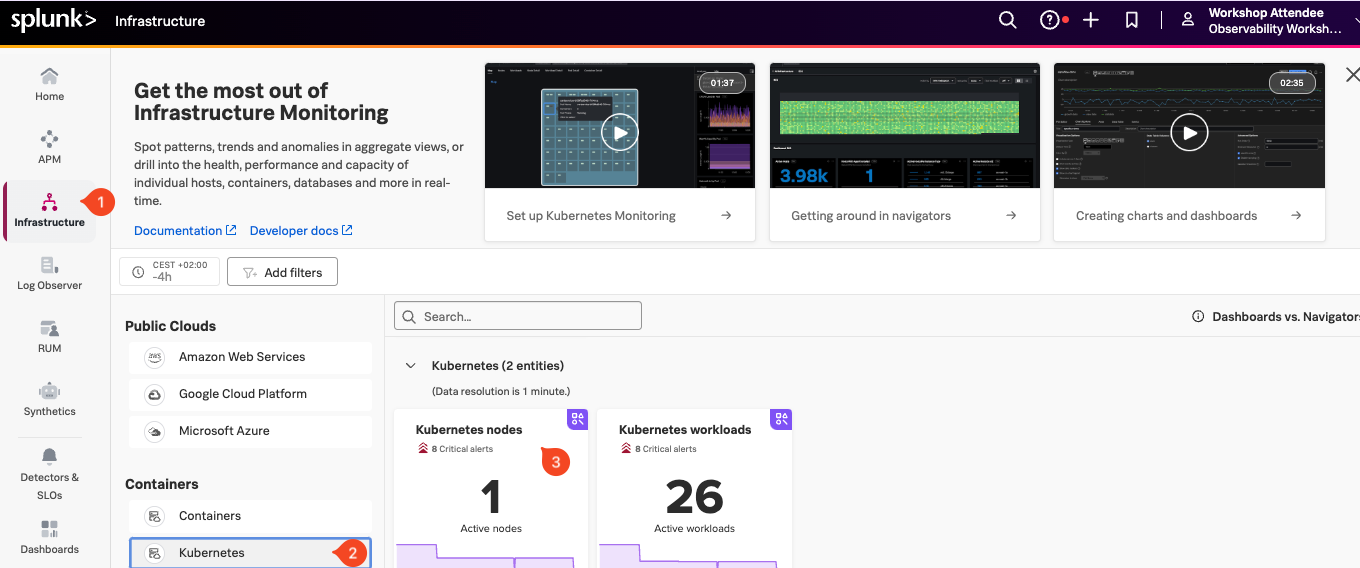 splunk> Infrastructure
Workshop Attendee
Observability Worksh...
Home
APM
Infrastructure
1
Log Observer
RUM
Synthetics
Detectors &
SLOs
Dashboards
Get the most out of
Infrastructure Monitoring
Spot patterns, trends and anomalies in aggregate views, or
drill into the health, performance and capacity of
individual hosts, containers, databases and more in real-
time.
Documentation
Developer docs
01:37
Set up Kubernetes Monitoring
3.98k
1
Getting around in navigators
02:35
Creating charts and dashboards
CEST +02:00
-4h
Add filters
Public Clouds
Amazon Web Services
Google Cloud Platform
Microsoft Azure
Containers
Containers
Kubernetes
2
Search...
Dashboards vs. Navigators
Kubernetes (2 entities)
(Data resolution is 1 minute.)
Kubernetes nodes
8 Critical alerts
3
1
Active nodes
Kubernetes workloads
8 Critical alerts
26
Active workloads